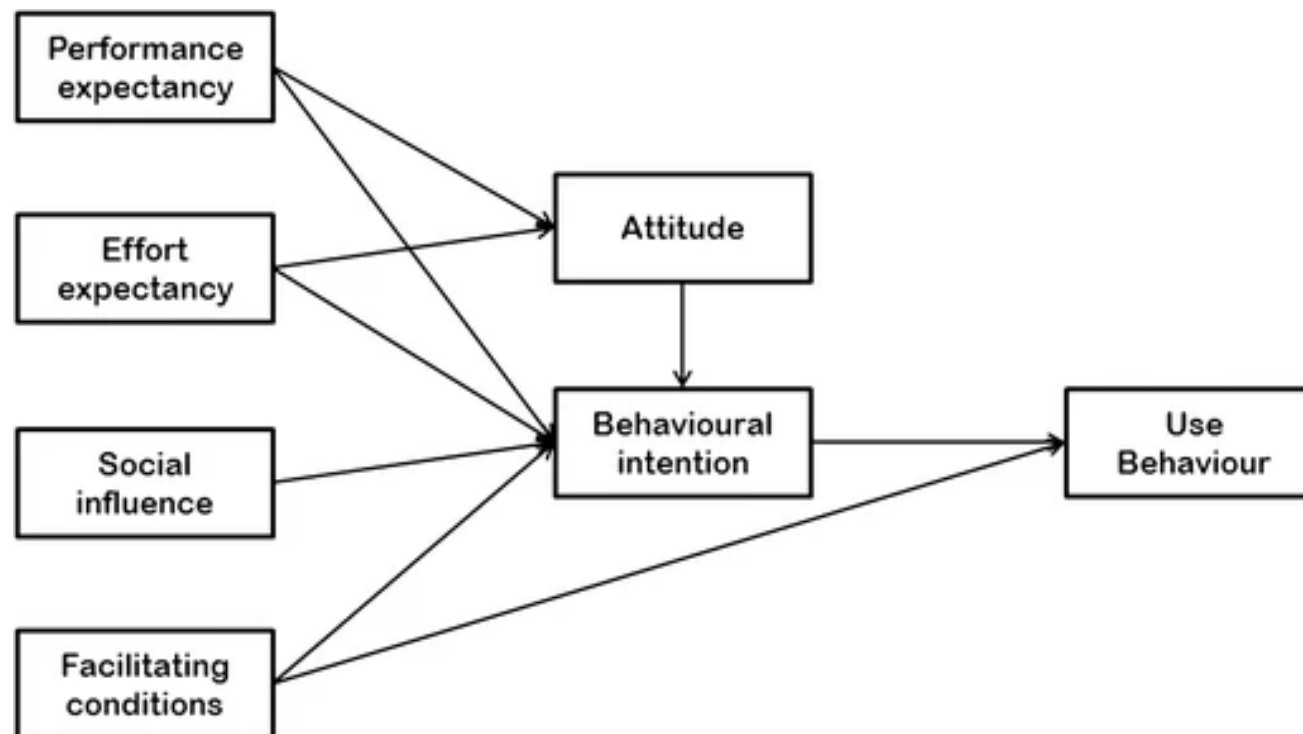 Performance
expectancy
Effort
expectancy
Social
influence
Facilitating
conditions
Attitude
Behavioural
intention
Use
Behaviour